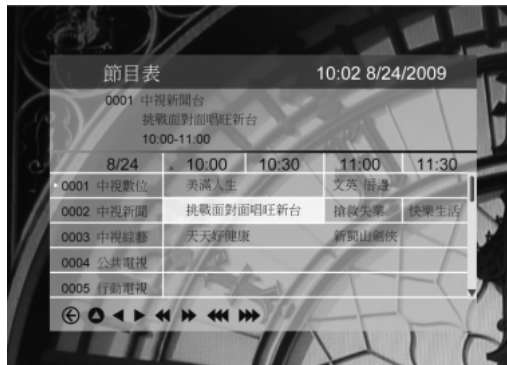 節目表 10:02 8/24/2009
0001 中視新聞台
挑戰面對面唱旺新台
10:00-11:00
8/24 10:00 10:30 11:00 11:30
0001 中視數位 美滿人生 文英 厝邊
0002 中視新聞 挑戰面對面唱旺新台 搶救失業 快樂生活
0003 中視綜藝 天天好健康 新蜀山劍俠
0004 公共電視
0005 行動電視